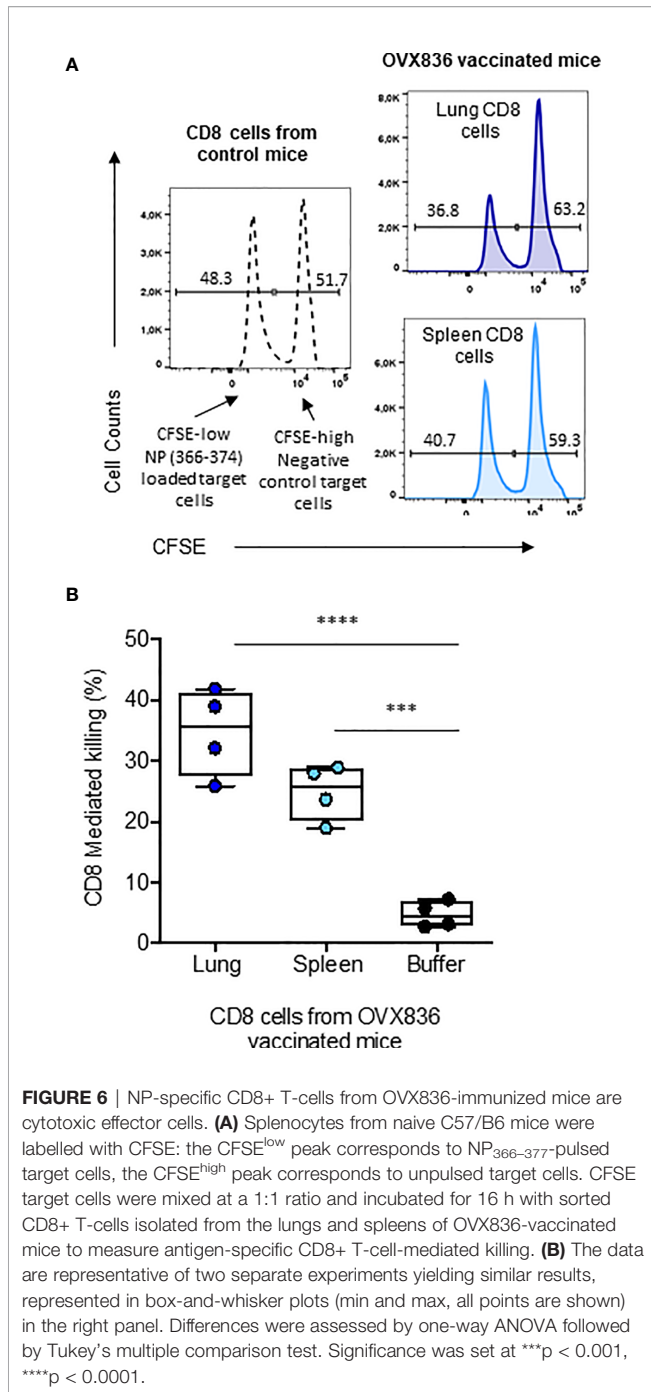 A
OVX836 vaccinated mice
CD8 cells from
control mice
4,0K
3,0K
2,0K
1,0K
0
48.3
51.7
0
10^4
10^5
8,0K
6,0K
4,0K
2,0K
0
Lung CD8
cells
36.8
63.2
0
10^4
10^5
6,0K
4,0K
2,0K
0
Spleen CD8
cells
40.7
59.3
0
10^4
10^5
Cell Counts
CFSE-low
NP (366-374)
loaded target
cells
CFSE-high
Negative
control target
cells
CFSE
B
****
***
50
40
30
20
10
0
CD8 Mediated killing (%)
Lung Spleen Buffer
CD8 cells from OVX836
vaccinated mice
FIGURE 6 | NP-specific CD8+ T-cells from OVX836-immunized mice are
cytotoxic effector cells. (A) Splenocytes from naive C57/B6 mice were
labelled with CFSE: the CFSE^low peak corresponds to NP_366–377-pulsed
target cells, the CFSE^high peak corresponds to unpulsed target cells. CFSE
target cells were mixed at a 1:1 ratio and incubated for 16 h with sorted
CD8+ T-cells isolated from the lungs and spleens of OVX836-vaccinated
mice to measure antigen-specific CD8+ T-cell-mediated killing. (B) The data
are representative of two separate experiments yielding similar results,
represented in box-and-whisker plots (min and max, all points are shown)
in the right panel. Differences were assessed by one-way ANOVA followed
by Tukey's multiple comparison test. Significance was set at ***p < 0.001,
****p < 0.0001.